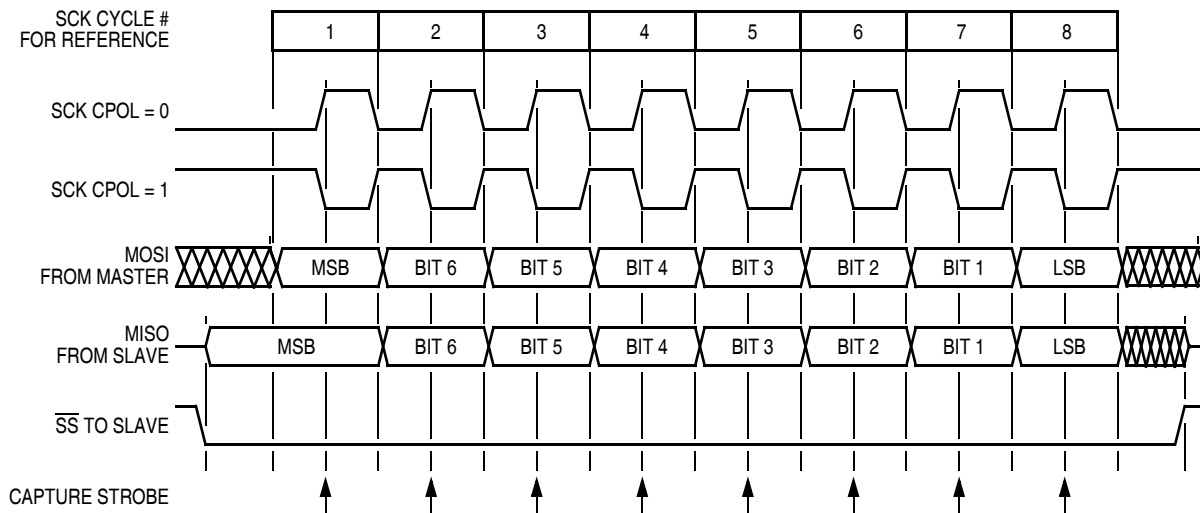 SCK CYCLE #
FOR REFERENCE
1 2 3 4 5 6 7 8
SCK CPOL = 0
SCK CPOL = 1
MOSI
FROM MASTER
MSB BIT 6 BIT 5 BIT 4 BIT 3 BIT 2 BIT 1 LSB
MISO
FROM SLAVE
MSB BIT 6 BIT 5 BIT 4 BIT 3 BIT 2 BIT 1 LSB
S̅S̅ TO SLAVE
CAPTURE STROBE